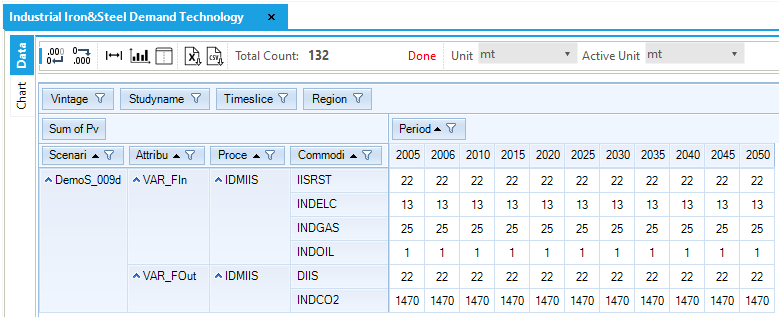 Industrial Iron&Steel Demand Technology ×
Data
Chart
.00 0 .00 0.000 Total Count: 132 Done Unit mt Active Unit mt
Vintage Studyname Timeslice Region
Sum of Pv Period
Scenari Attribu Proce Commodi 2005 2006 2010 2015 2020 2025 2030 2035 2040 2045 2050
DemoS_009d VAR_FIn IDMIIS IISRST 22 22 22 22 22 22 22 22 22 22 22
INDELC 13 13 13 13 13 13 13 13 13 13 13
INDGAS 25 25 25 25 25 25 25 25 25 25 25
INDOIL 1 1 1 1 1 1 1 1 1 1 1
VAR_FOut IDMIIS DIIS 22 22 22 22 22 22 22 22 22 22 22
INDCO2 1470 1470 1470 1470 1470 1470 1470 1470 1470 1470 1470